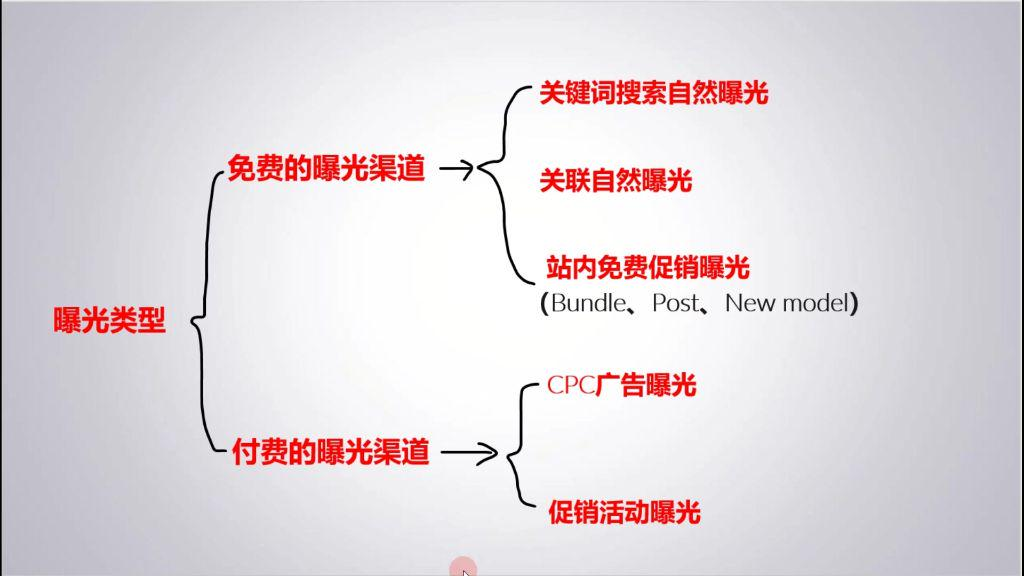 关键词搜索自然曝光
免费的曝光渠道
关联自然曝光
站内免费促销曝光
(Bundle、Post、New model)
曝光类型
CPC广告曝光
付费的曝光渠道
促销活动曝光